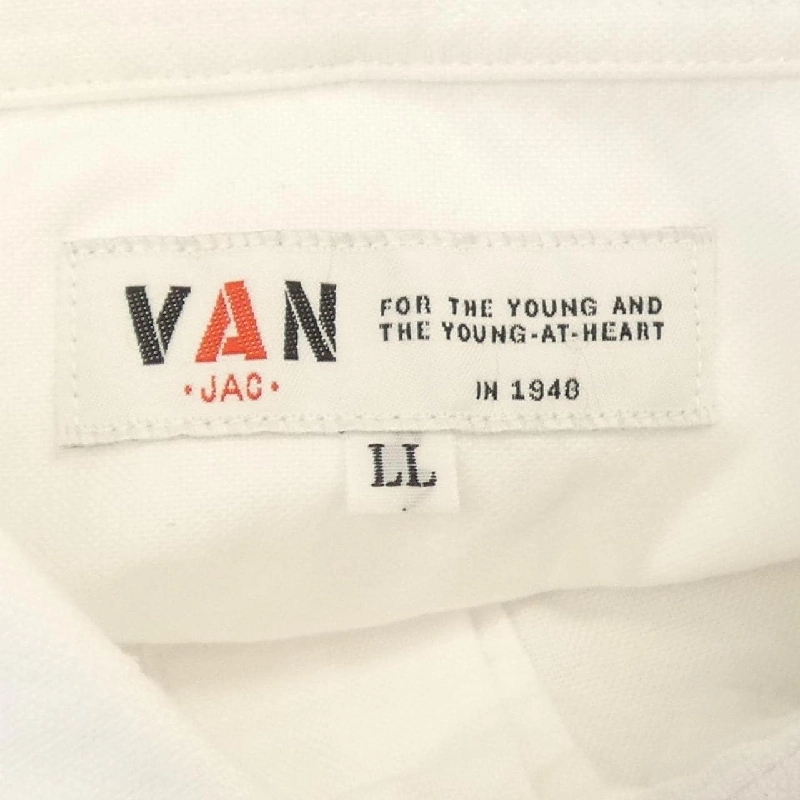 VAN
·JAC·
FOR THE YOUNG AND
THE YOUNG-AT-HEART
IN 1948
LL